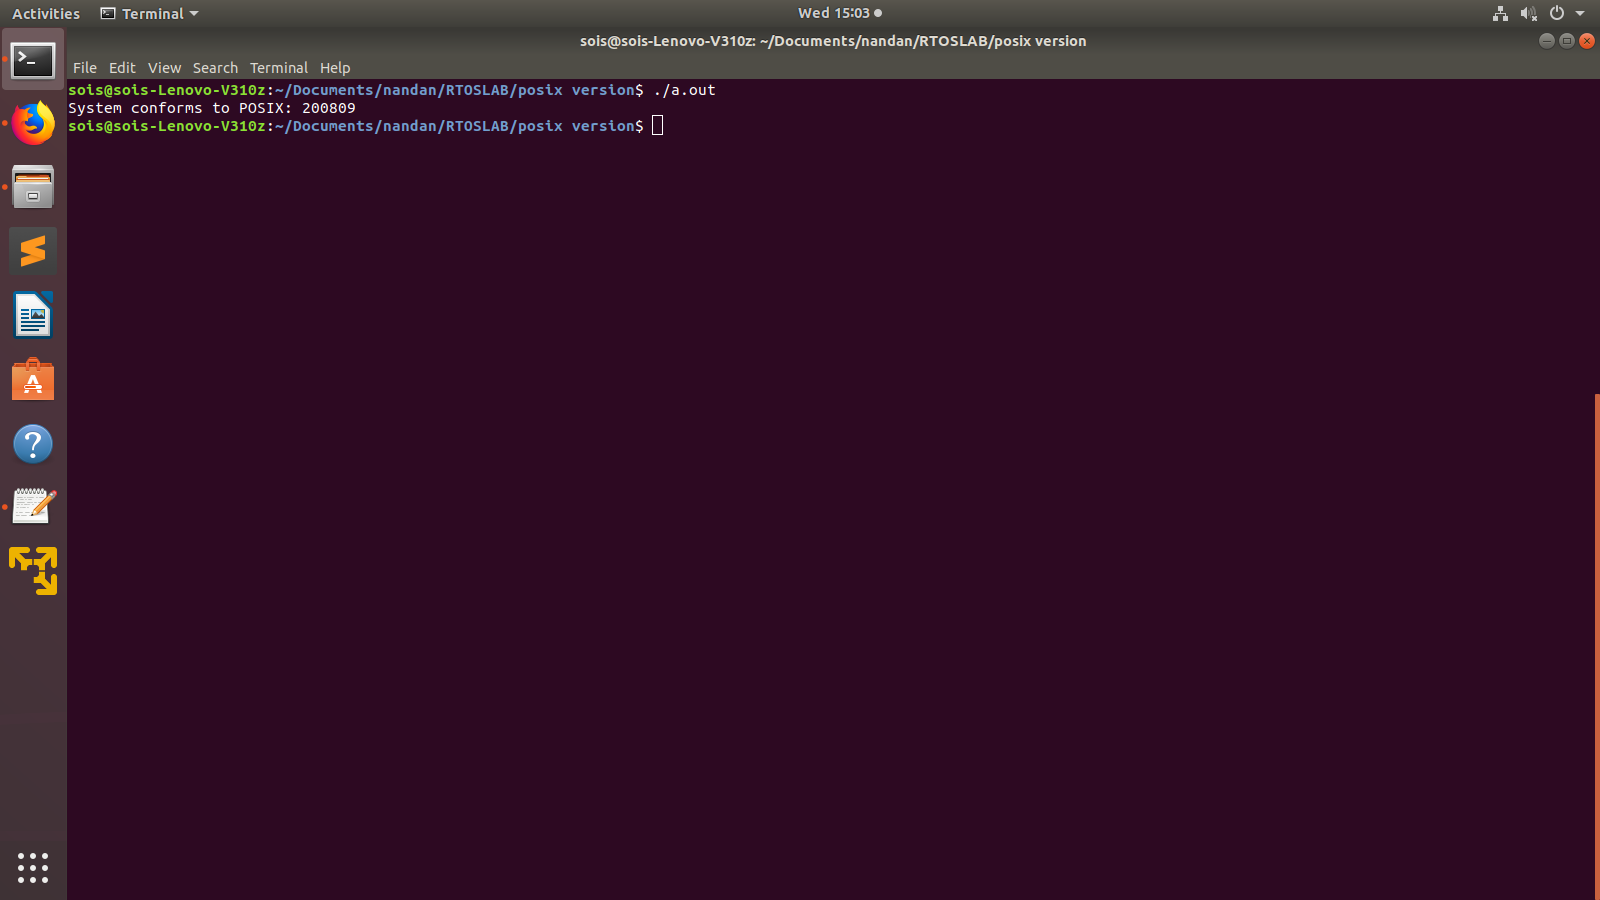 Activities Terminal Wed 15:03
sois@sois-Lenovo-V310z: ~/Documents/nandan/RTOSLAB/posix version
File Edit View Search Terminal Help
sois@sois-Lenovo-V310z:~/Documents/nandan/RTOSLAB/posix version$ ./a.out
System conforms to POSIX: 200809
sois@sois-Lenovo-V310z:~/Documents/nandan/RTOSLAB/posix version$